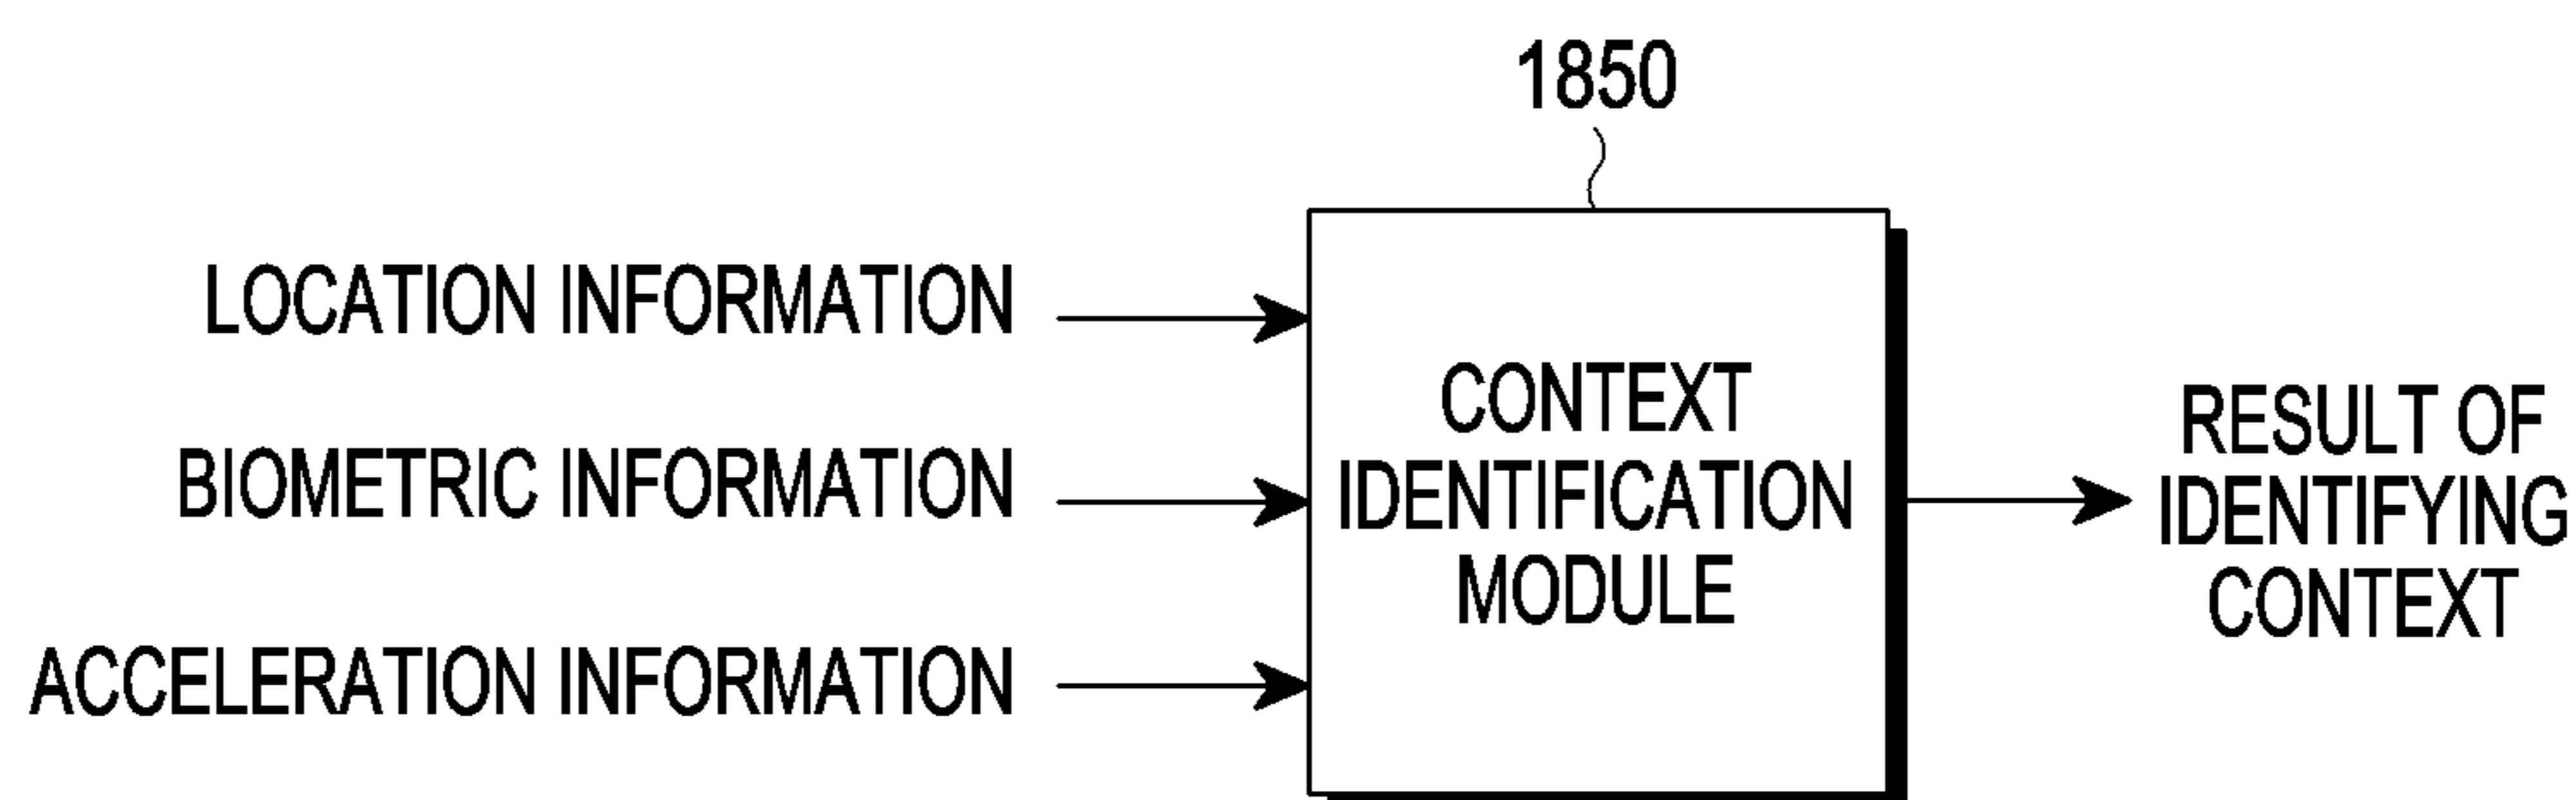 1850
LOCATION INFORMATION
BIOMETRIC INFORMATION
ACCELERATION INFORMATION
CONTEXT
IDENTIFICATION
MODULE
RESULT OF
IDENTIFYING
CONTEXT